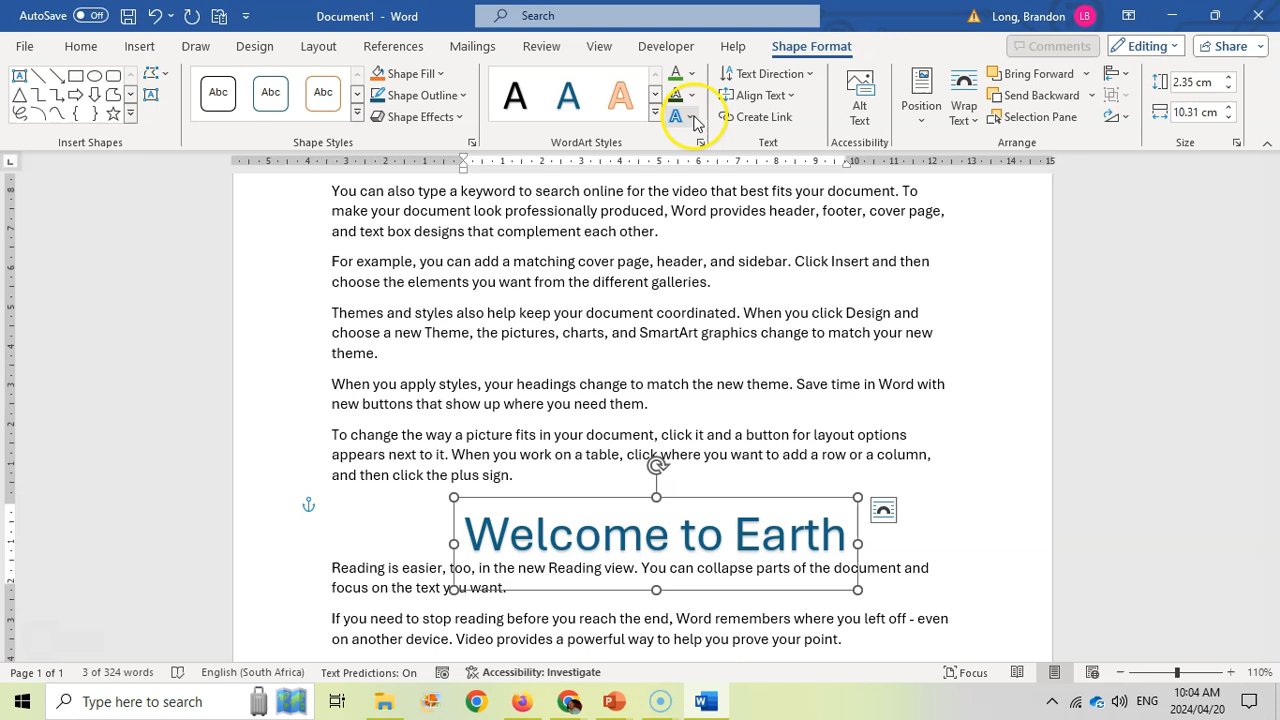 AutoSave Off Document1 - Word Search Long, Brandon LB
File Home Insert Draw Design Layout References Mailings Review View Developer Help Shape Format Comments Editing Share
Abc Abc Abc Shape Fill Shape Outline Shape Effects
A A A A A A
Text Direction Align Text Create Link
Alt Text
Position Wrap Text
Bring Forward Send Backward Selection Pane
2.35 cm
10.31 cm
Insert Shapes Shape Styles WordArt Styles Text Accessibility Arrange Size
You can also type a keyword to search online for the video that best fits your document. To
make your document look professionally produced, Word provides header, footer, cover page,
and text box designs that complement each other.
For example, you can add a matching cover page, header, and sidebar. Click Insert and then
choose the elements you want from the different galleries.
Themes and styles also help keep your document coordinated. When you click Design and
choose a new Theme, the pictures, charts, and SmartArt graphics change to match your new
theme.
When you apply styles, your headings change to match the new theme. Save time in Word with
new buttons that show up where you need them.
To change the way a picture fits in your document, click it and a button for layout options
appears next to it. When you work on a table, click where you want to add a row or a column,
and then click the plus sign.
Welcome to Earth
Reading is easier, too, in the new Reading view. You can collapse parts of the document and
focus on the text you want.
If you need to stop reading before you reach the end, Word remembers where you left off - even
on another device. Video provides a powerful way to help you prove your point.
Page 1 of 1 3 of 324 words English (South Africa) Text Predictions: On Accessibility: Investigate Focus 110%
Type here to search ENG 10:04 AM
2024/04/20